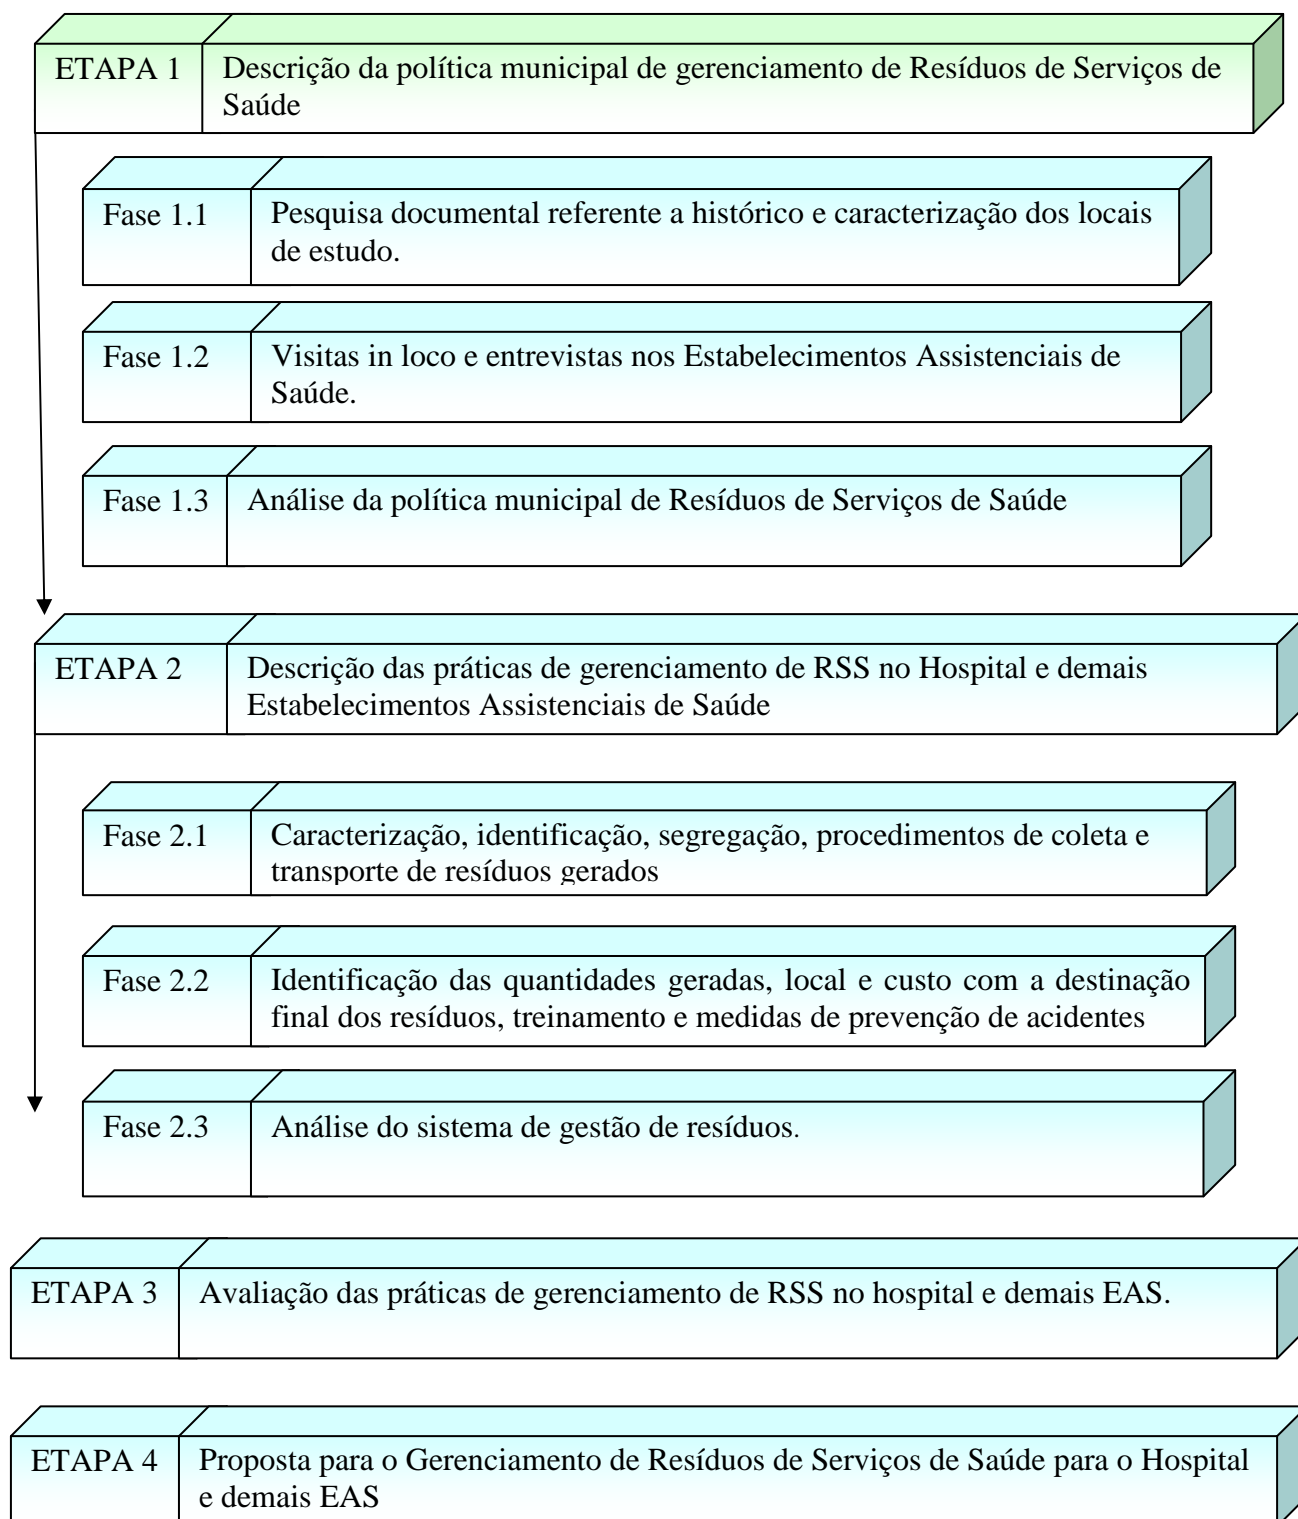 ETAPA 1
Descrição da política municipal de gerenciamento de Resíduos de Serviços de
Saúde
Fase 1.1
Pesquisa documental referente a histórico e caracterização dos locais
de estudo.
Fase 1.2
Visitas in loco e entrevistas nos Estabelecimentos Assistenciais de
Saúde.
Fase 1.3
Análise da política municipal de Resíduos de Serviços de Saúde
ETAPA 2
Descrição das práticas de gerenciamento de RSS no Hospital e demais
Estabelecimentos Assistenciais de Saúde
Fase 2.1
Caracterização, identificação, segregação, procedimentos de coleta e
transporte de resíduos gerados
Fase 2.2
Identificação das quantidades geradas, local e custo com a destinação
final dos resíduos, treinamento e medidas de prevenção de acidentes
Fase 2.3
Análise do sistema de gestão de resíduos.
ETAPA 3
Avaliação das práticas de gerenciamento de RSS no hospital e demais EAS.
ETAPA 4
Proposta para o Gerenciamento de Resíduos de Serviços de Saúde para o Hospital
e demais EAS